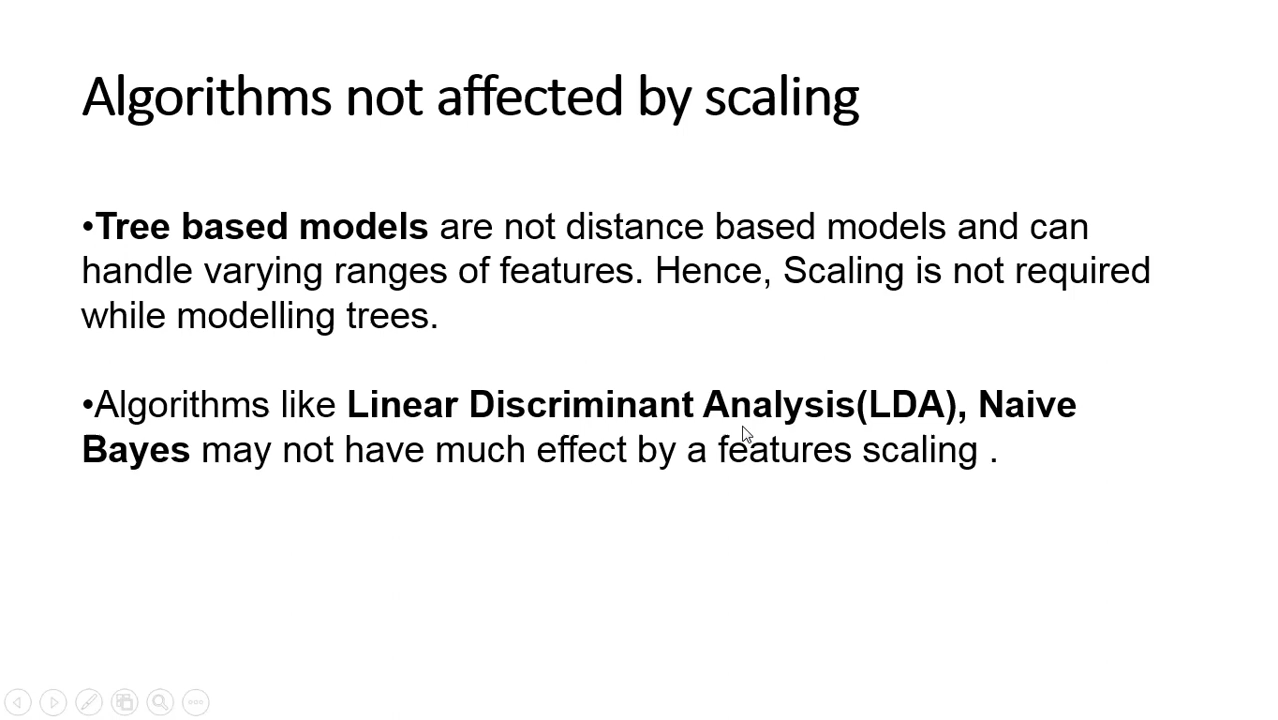 Algorithms not affected by scaling
•Tree based models are not distance based models and can
handle varying ranges of features. Hence, Scaling is not required
while modelling trees.
•Algorithms like Linear Discriminant Analysis(LDA), Naive
Bayes may not have much effect by a features scaling .